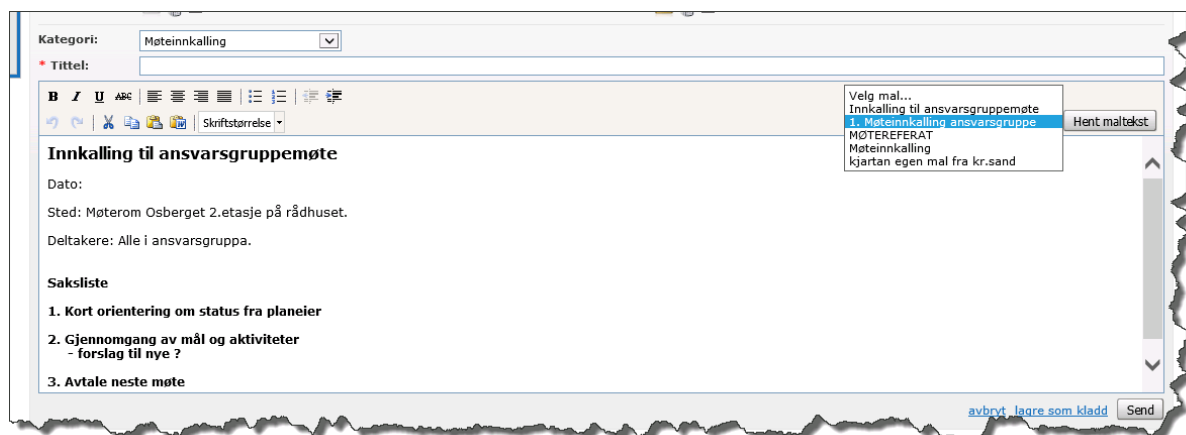 Kategori: Møteinnkalling
* Tittel:
B I U ABC
Skriftstørrelse
Velg mal...
Innkalling til ansvarsgruppemøte
1. Møteinnkalling ansvarsgruppe
MØTEREFERAT
Møteinnkalling
kjartan egen mal fra kr.sand
Hent maltekst
Innkalling til ansvarsgruppemøte
Dato:
Sted: Møterom Osberget 2.etasje på rådhuset.
Deltakere: Alle i ansvarsgruppa.
Saksliste
1. Kort orientering om status fra planeier
2. Gjennomgang av mål og aktiviteter
- forslag til nye ?
3. Avtale neste møte
avbryt lagre som kladd Send